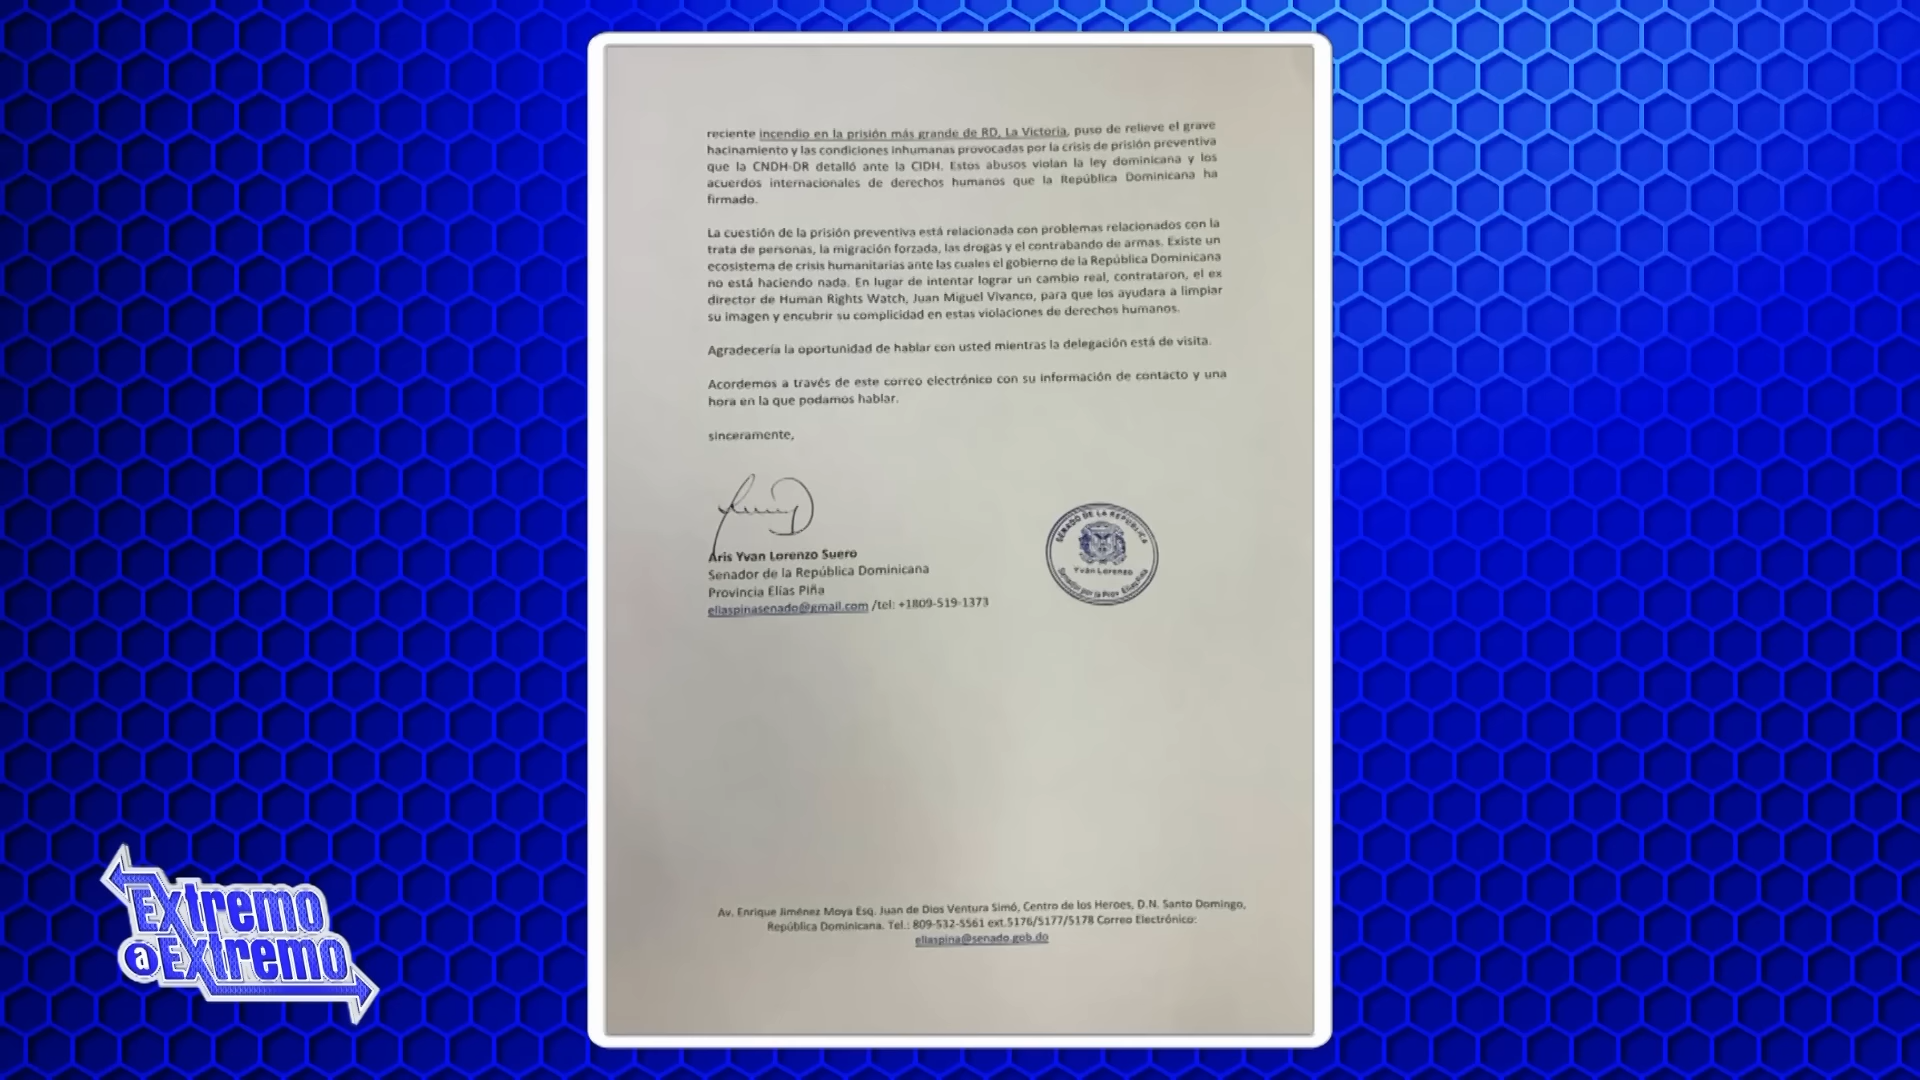 reciente incendio en la prisión más grande de RD, La Victoria, puso de relieve el grave
hacinamiento y las condiciones inhumanas provocadas por la crisis de prisión preventiva
que la CNDH-DR detalló ante la CIDH. Estos abusos violan la ley dominicana y los
acuerdos internacionales de derechos humanos que la República Dominicana ha
firmado.
La cuestión de la prisión preventiva está relacionada con problemas relacionados con la
trata de personas, la migración forzada, las drogas y el contrabando de armas. Existe un
ecosistema de crisis humanitarias ante las cuales el gobierno de la República Dominicana
no está haciendo nada. En lugar de intentar lograr un cambio real, contrataron, el ex
director de Human Rights Watch, Juan Miguel Vivanco, para que los ayudara a limpiar
su imagen y encubrir su complicidad en estas violaciones de derechos humanos.
Agradecería la oportunidad de hablar con usted mientras la delegación está de visita.
Acordemos a través de este correo electrónico con su información de contacto y una
hora en la que podamos hablar.
sinceramente,
Aris Yvan Lorenzo Suero
Senador de la República Dominicana
Provincia Elías Piña
eliaspinasenado@gmail.com /tel: +1809-519-1373
SENADO DE LA REPUBLICA
Yván Lorenzo
Senador por la Prov. Elías Piña
Av. Enrique Jiménez Moya Esq. Juan de Dios Ventura Simó, Centro de los Heroes, D.N. Santo Domingo,
República Dominicana. Tel.: 809-532-5561 ext.5176/5177/5178 Correo Electrónico:
eliaspina@senado.gob.do
Extremo
a Extremo